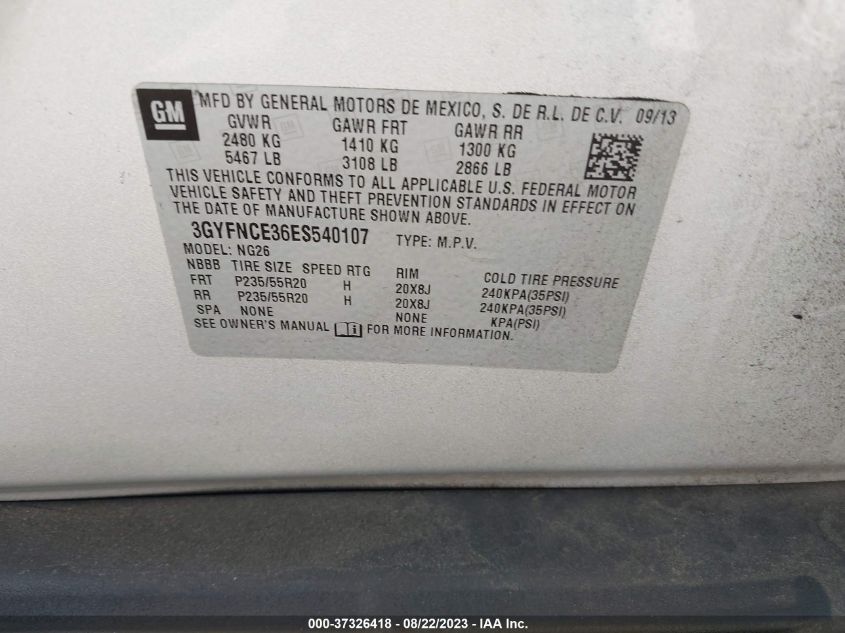 GM
MFD BY GENERAL MOTORS DE MEXICO, S. DE R.L. DE C.V. 09/13
GVWR GAWR FRT GAWR RR
2480 KG 1410 KG 1300 KG
5467 LB 3108 LB 2866 LB
THIS VEHICLE CONFORMS TO ALL APPLICABLE U.S. FEDERAL MOTOR
VEHICLE SAFETY AND THEFT PREVENTION STANDARDS IN EFFECT ON
THE DATE OF MANUFACTURE SHOWN ABOVE.
3GYFNCE36ES540107 TYPE: M.P.V.
MODEL: NG26
NBBB TIRE SIZE SPEED RTG RIM COLD TIRE PRESSURE
FRT P235/55R20 H 20X8J 240KPA(35PSI)
RR P235/55R20 H 20X8J 240KPA(35PSI)
SPA NONE NONE KPA(PSI)
SEE OWNER'S MANUAL FOR MORE INFORMATION.
000-37326418 - 08/22/2023 - IAA Inc.